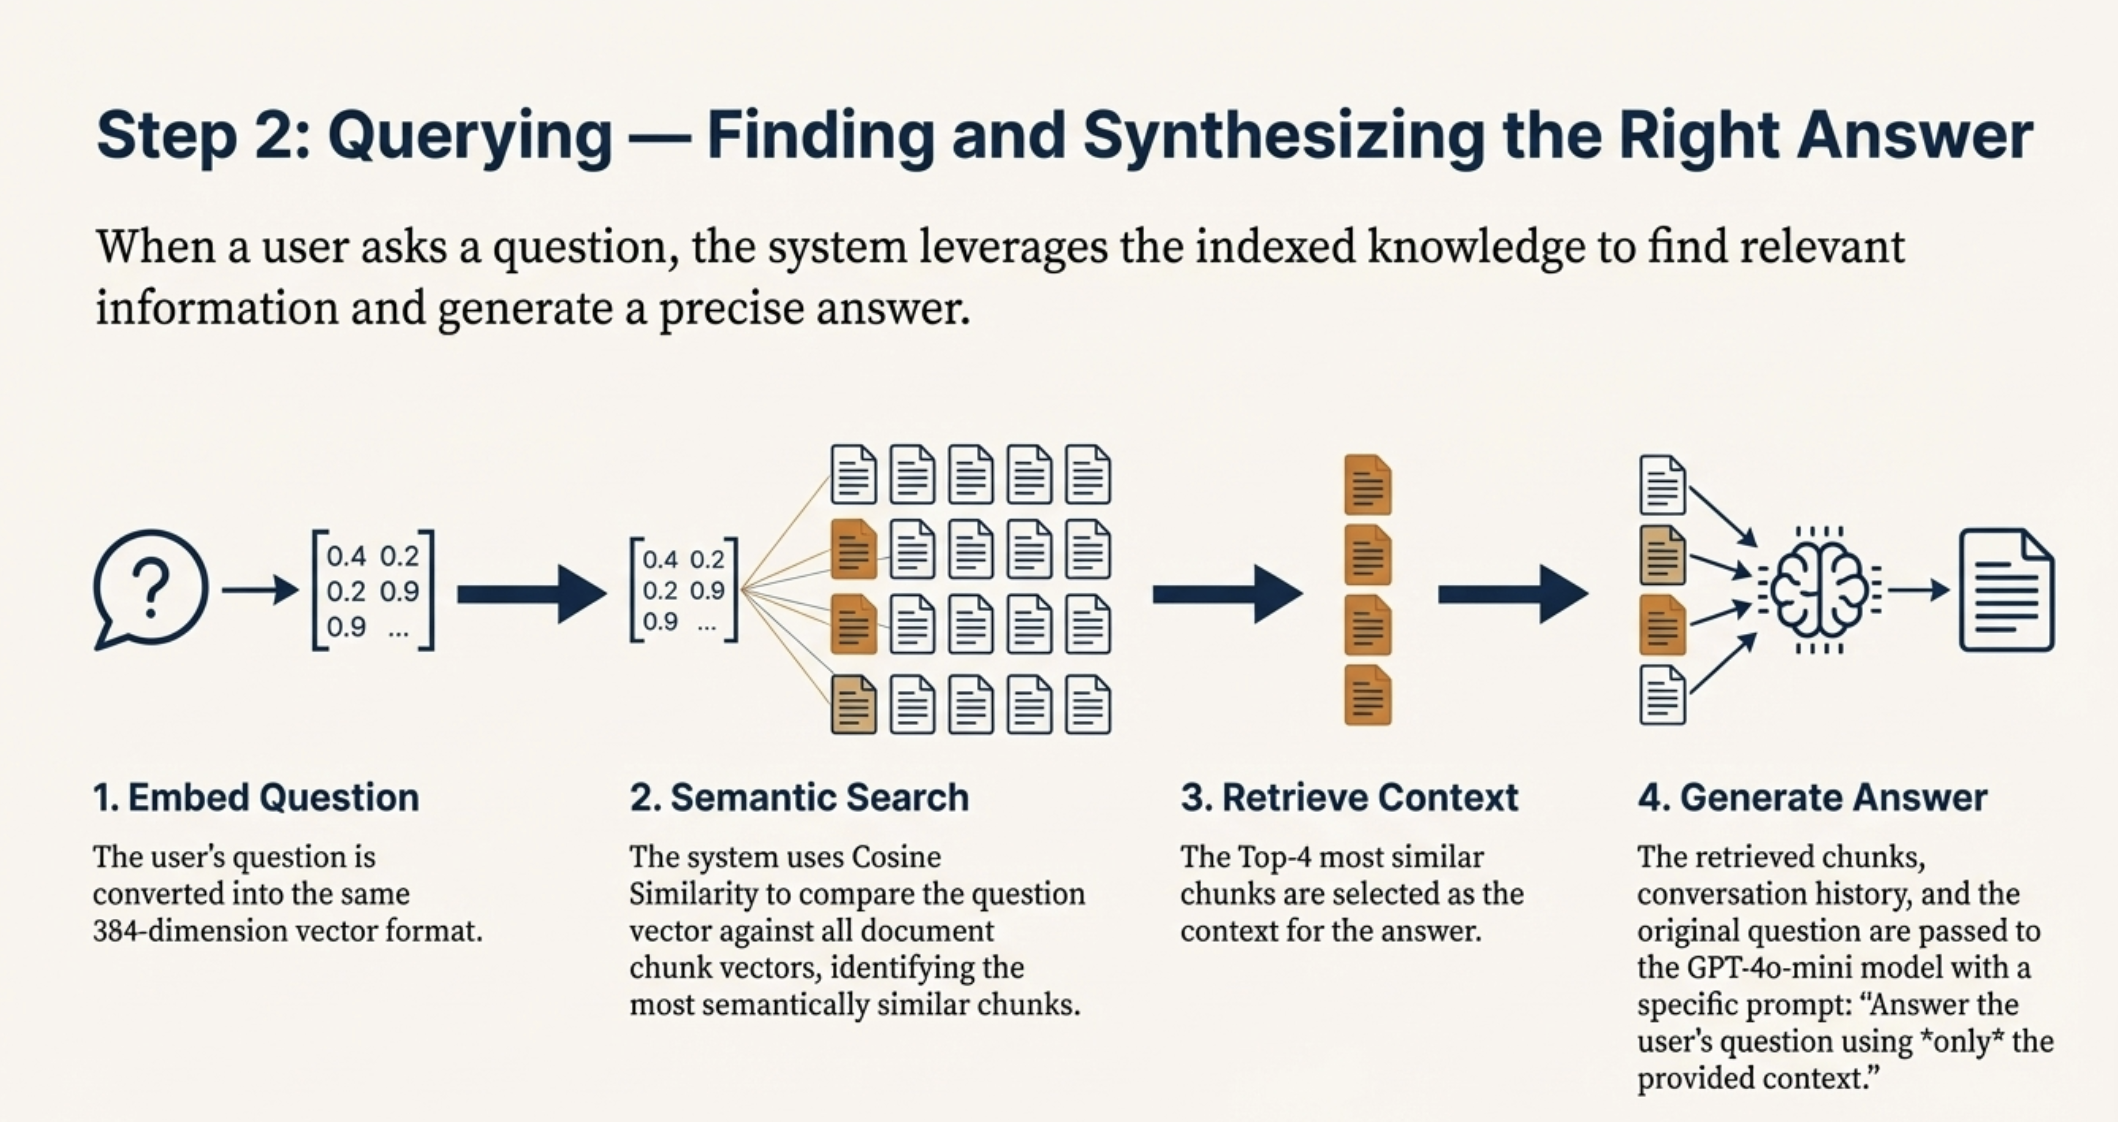 Step 2: Querying — Finding and Synthesizing the Right Answer
When a user asks a question, the system leverages the indexed knowledge to find relevant
information and generate a precise answer.
?
0.4 0.2
0.2 0.9
0.9 ...
0.4 0.2
0.2 0.9
0.9 ...
1. Embed Question
The user's question is
converted into the same
384-dimension vector format.
2. Semantic Search
The system uses Cosine
Similarity to compare the question
vector against all document
chunk vectors, identifying the
most semantically similar chunks.
3. Retrieve Context
The Top-4 most similar
chunks are selected as the
context for the answer.
4. Generate Answer
The retrieved chunks,
conversation history, and the
original question are passed to
the GPT-4o-mini model with a
specific prompt: “Answer the
user's question using *only* the
provided context.”